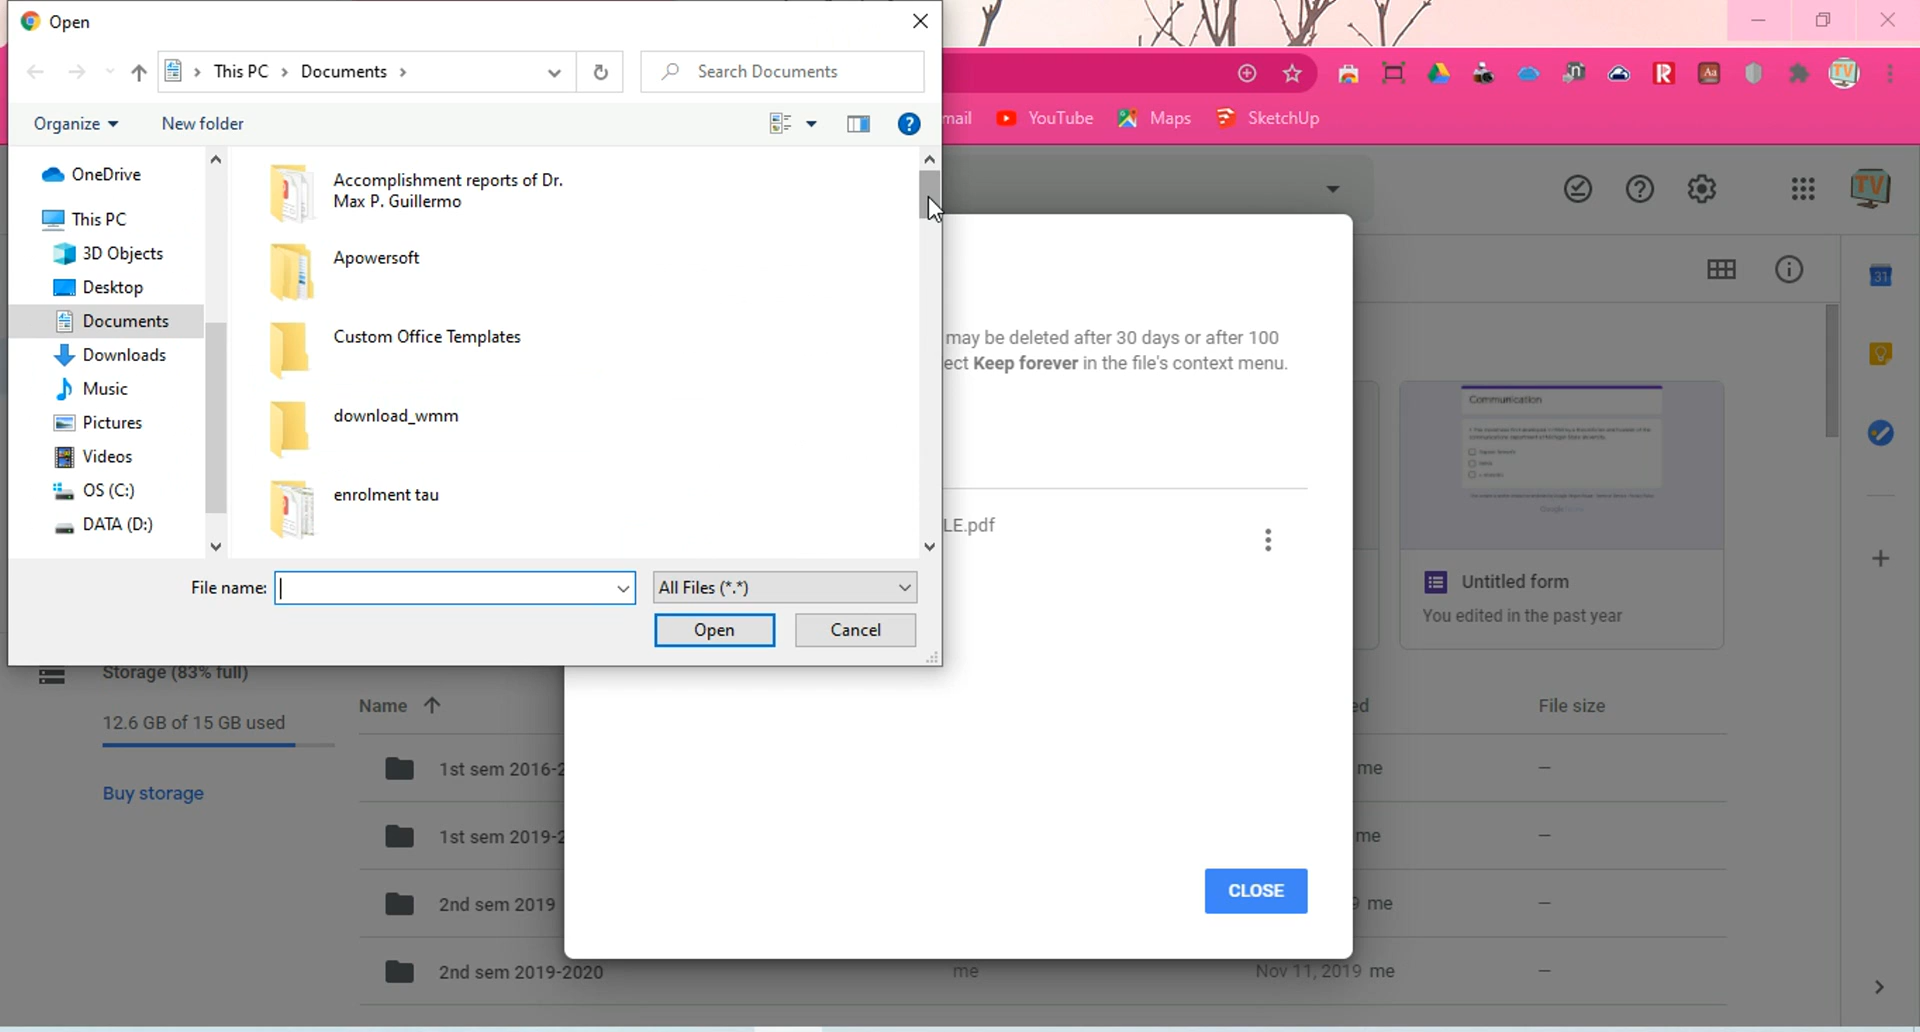 Open
This PC > Documents >
Search Documents
Organize
New folder
mail
YouTube
Maps
SketchUp
OneDrive
This PC
3D Objects
Desktop
Documents
Downloads
Music
Pictures
Videos
OS (C:)
DATA (D:)
Accomplishment reports of Dr.
Max P. Guillermo
Apowersoft
Custom Office Templates
download_wmm
enrolment tau
File name:
All Files (*.*)
Open
Cancel
TV
TV
31
may be deleted after 30 days or after 100
ect Keep forever in the file's context menu.
LE.pdf
CLOSE
Communication
Untitled form
You edited in the past year
Storage (83% full)
12.6 GB of 15 GB used
Buy storage
Name
ed
File size
1st sem 2016-2
me
–
1st sem 2019-2
me
–
2nd sem 2019
9 me
–
2nd sem 2019-2020
me
Nov 11, 2019 me
–